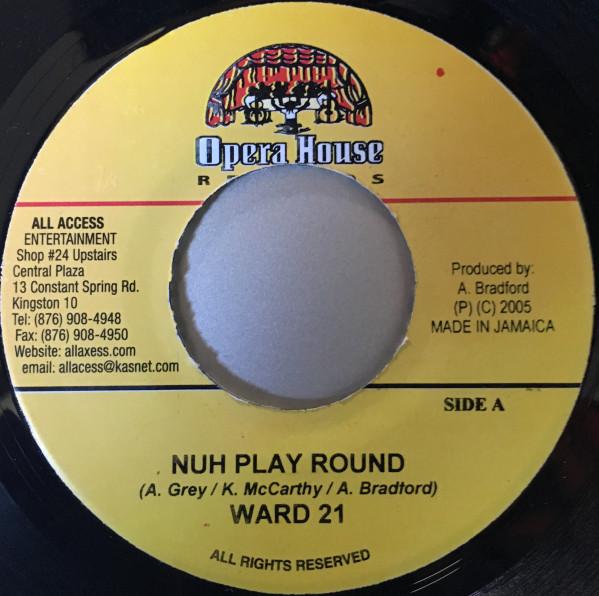 Opera House
RECORDS
ALL ACCESS
ENTERTAINMENT
Shop #24 Upstairs
Central Plaza
13 Constant Spring Rd.
Kingston 10
Tel: (876) 908-4948
Fax: (876) 908-4950
Website: allaxess.com
email: allacess@kasnet.com
Produced by:
A. Bradford
(P) (C) 2005
MADE IN JAMAICA
SIDE A
NUH PLAY ROUND
(A. Grey / K. McCarthy / A. Bradford)
WARD 21
ALL RIGHTS RESERVED